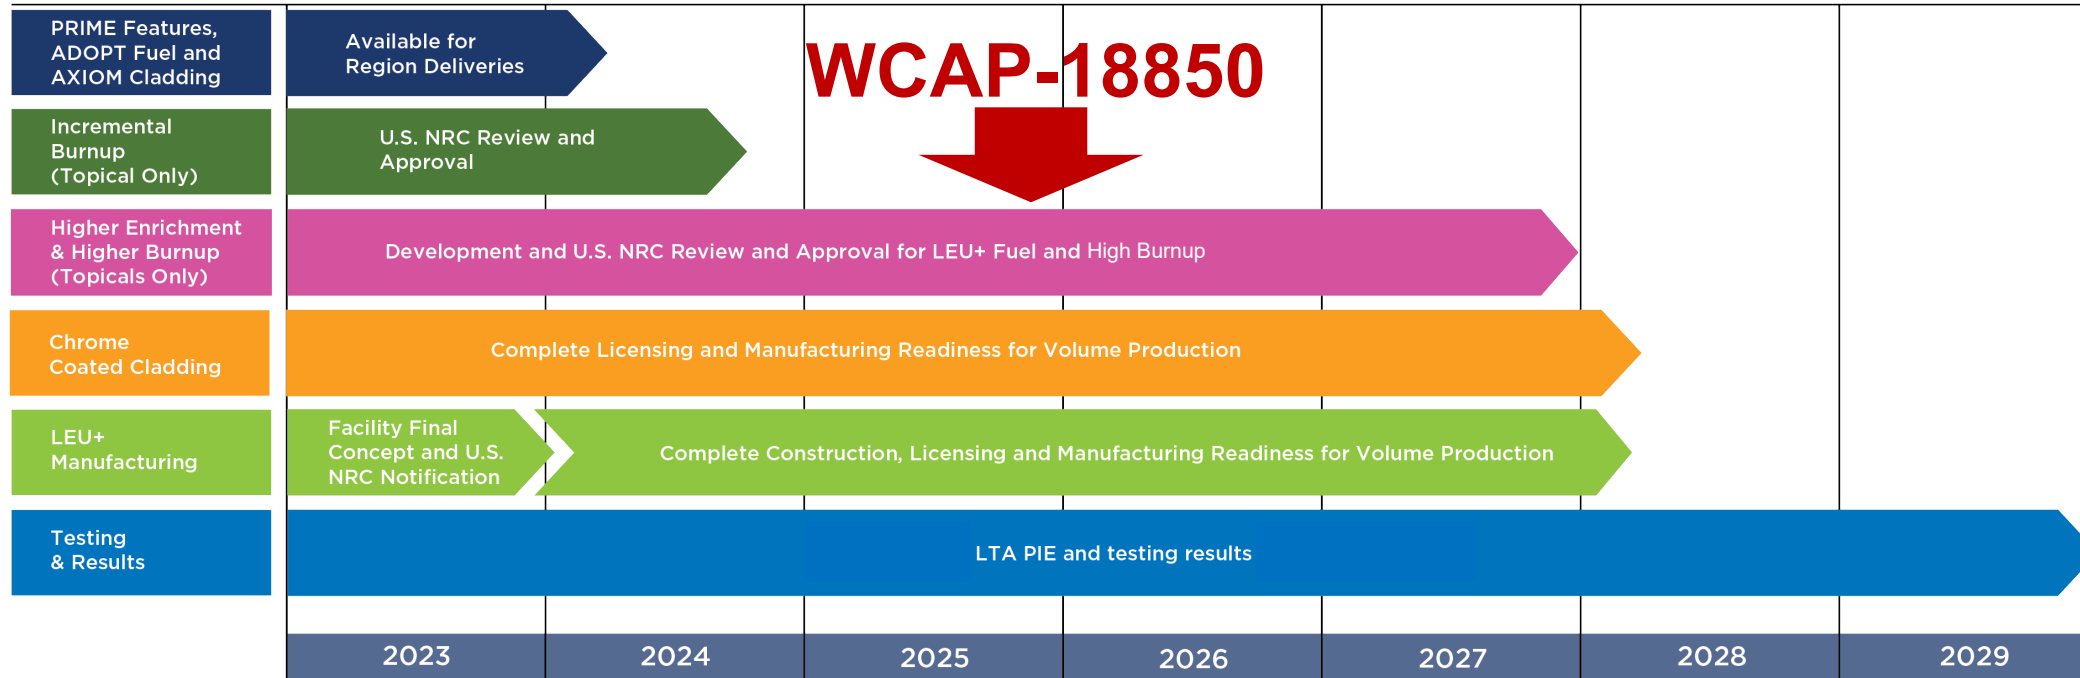 PRIME Features,
ADOPT Fuel and
AXIOM Cladding
Available for
Region Deliveries
WCAP-18850
Incremental
Burnup
(Topical Only)
U.S. NRC Review and
Approval
Higher Enrichment
& Higher Burnup
(Topicals Only)
Development and U.S. NRC Review and Approval for LEU+ Fuel and High Burnup
Chrome
Coated Cladding
Complete Licensing and Manufacturing Readiness for Volume Production
LEU+
Manufacturing
Facility Final
Concept and U.S.
NRC Notification
Complete Construction, Licensing and Manufacturing Readiness for Volume Production
Testing
& Results
LTA PIE and testing results
2023 2024 2025 2026 2027 2028 2029